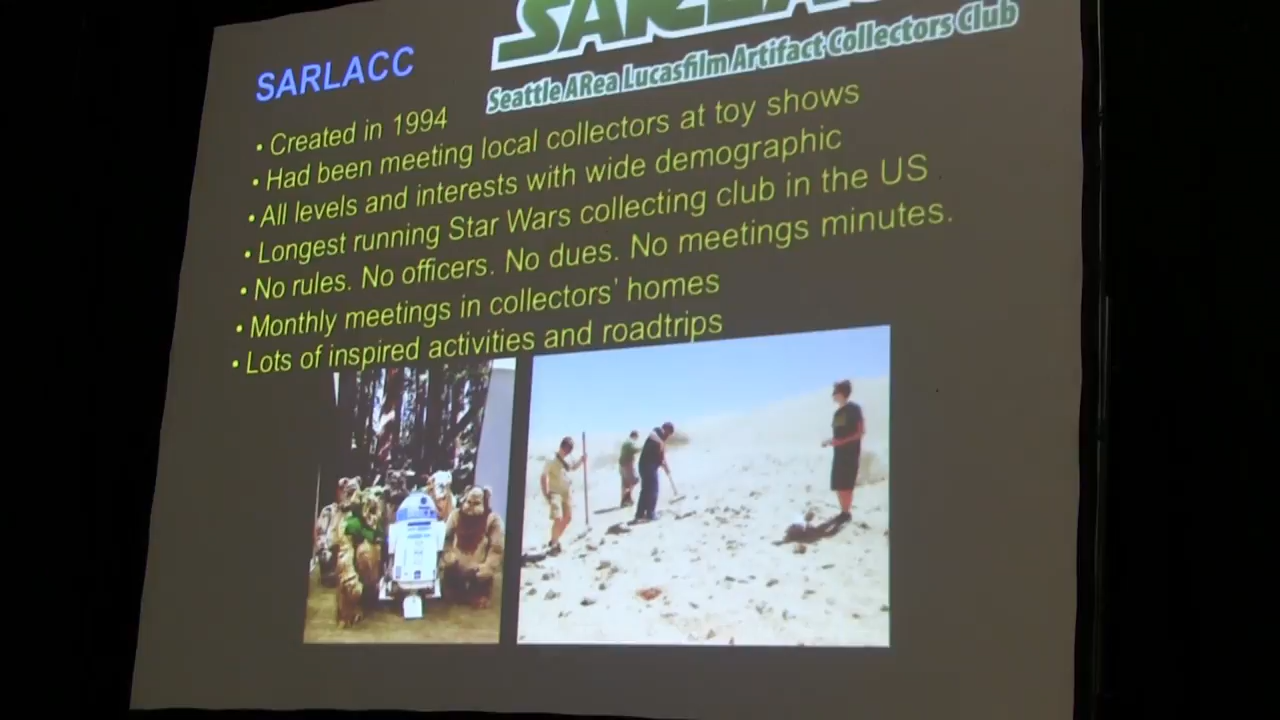 SARLACC
Seattle ARea Lucasfilm Artifact Collectors Club
SARLACC
• Created in 1994
• Had been meeting local collectors at toy shows
• All levels and interests with wide demographic
• Longest running Star Wars collecting club in the US
• No rules. No officers. No dues. No meetings minutes.
• Monthly meetings in collectors' homes
• Lots of inspired activities and roadtrips